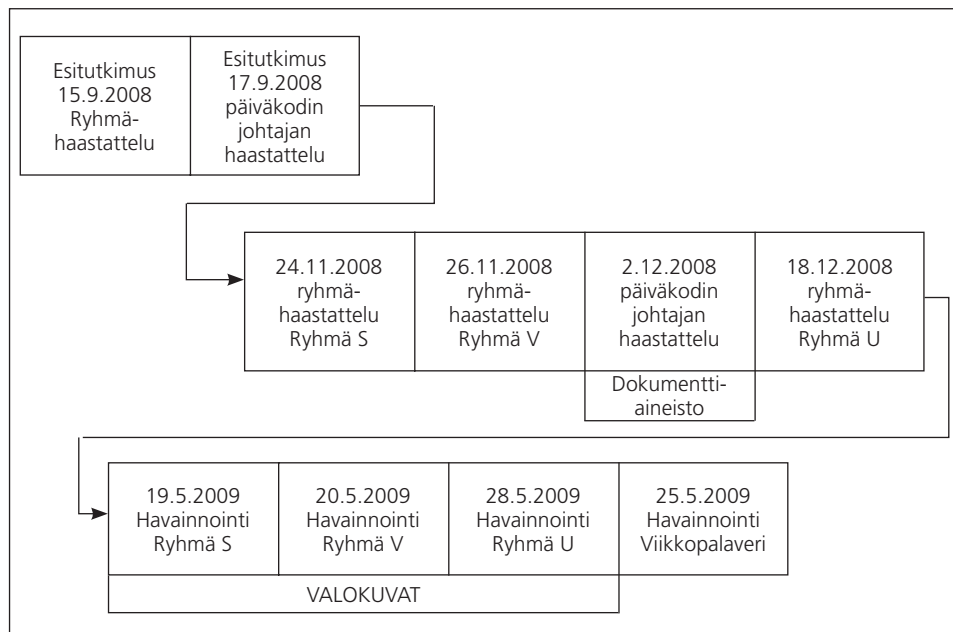 Esitutkimus
15.9.2008
Ryhmä-
haastattelu
Esitutkimus
17.9.2008
päiväkodin
johtajan
haastattelu
24.11.2008
ryhmä-
haastattelu
Ryhmä S
26.11.2008
ryhmä-
haastattelu
Ryhmä V
2.12.2008
päiväkodin
johtajan
haastattelu
18.12.2008
ryhmä-
haastattelu
Ryhmä U
Dokumentti-
aineisto
19.5.2009
Havainnointi
Ryhmä S
20.5.2009
Havainnointi
Ryhmä V
28.5.2009
Havainnointi
Ryhmä U
25.5.2009
Havainnointi
Viikkopalaveri
VALOKUVAT